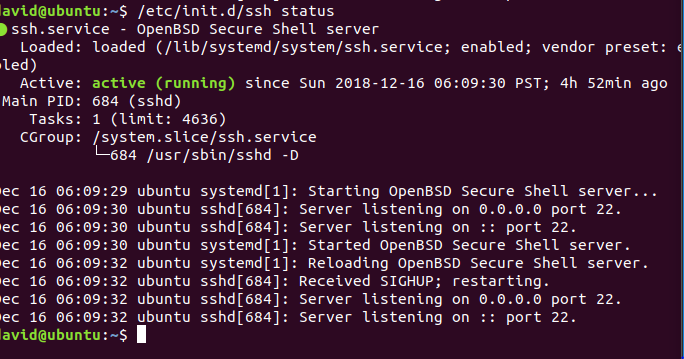 david@ubuntu:~$ /etc/init.d/ssh status
ssh.service - OpenBSD Secure Shell server
Loaded: loaded (/lib/systemd/system/ssh.service; enabled; vendor preset: e
bled)
Active: active (running) since Sun 2018-12-16 06:09:30 PST; 4h 52min ago
Main PID: 684 (sshd)
Tasks: 1 (limit: 4636)
CGroup: /system.slice/ssh.service
└─684 /usr/sbin/sshd -D
Dec 16 06:09:29 ubuntu systemd[1]: Starting OpenBSD Secure Shell server...
Dec 16 06:09:30 ubuntu sshd[684]: Server listening on 0.0.0.0 port 22.
Dec 16 06:09:30 ubuntu sshd[684]: Server listening on :: port 22.
Dec 16 06:09:30 ubuntu systemd[1]: Started OpenBSD Secure Shell server.
Dec 16 06:09:32 ubuntu systemd[1]: Reloading OpenBSD Secure Shell server.
Dec 16 06:09:32 ubuntu sshd[684]: Received SIGHUP; restarting.
Dec 16 06:09:32 ubuntu sshd[684]: Server listening on 0.0.0.0 port 22.
Dec 16 06:09:32 ubuntu sshd[684]: Server listening on :: port 22.
david@ubuntu:~$